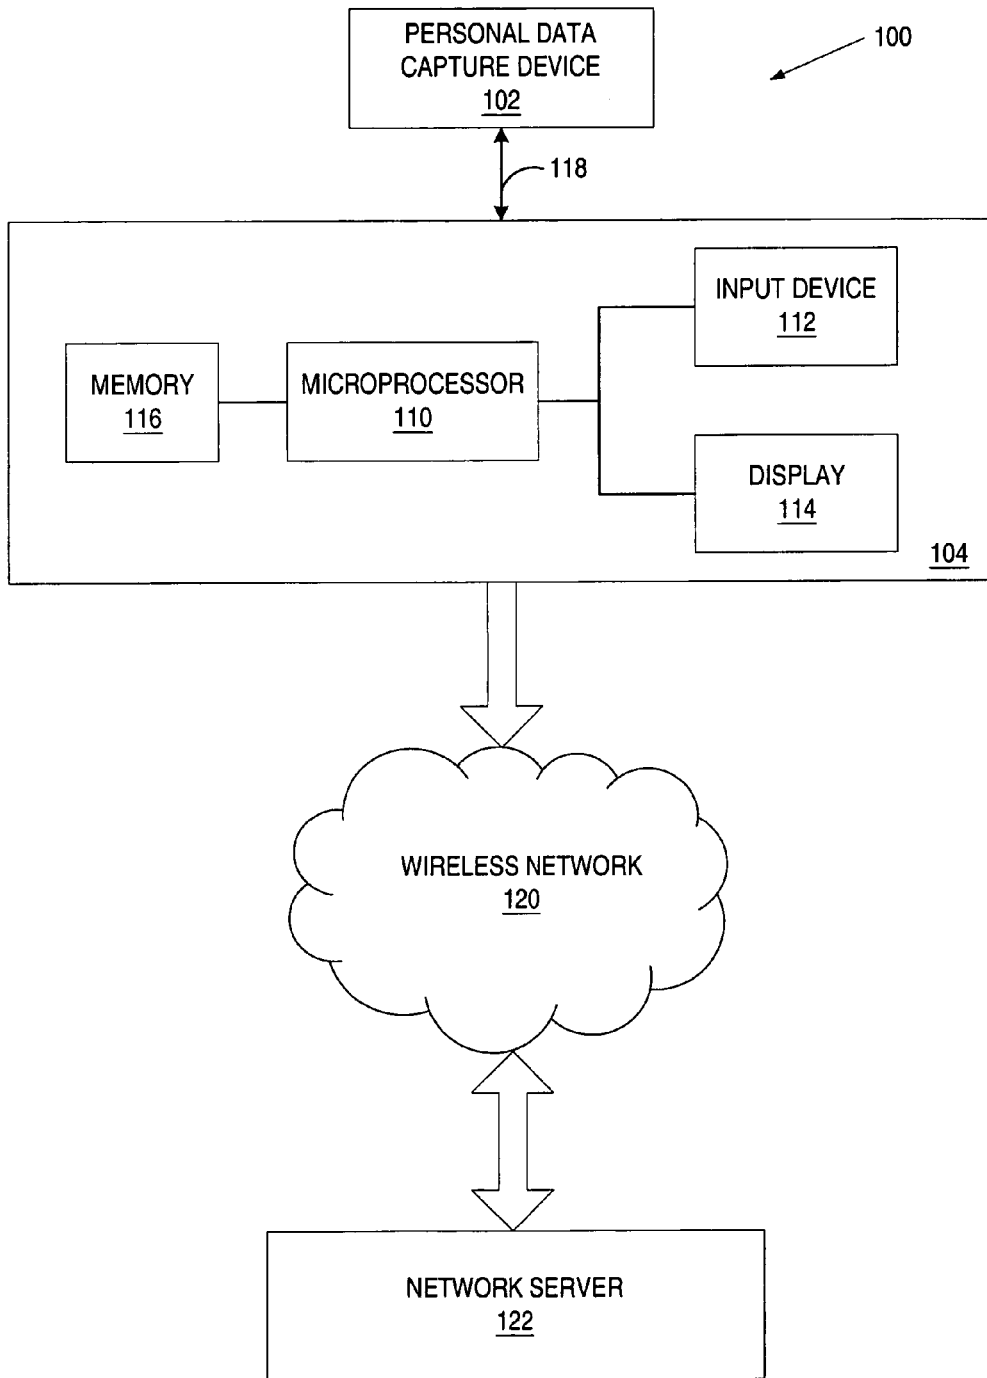 PERSONAL DATA
CAPTURE DEVICE
102
100
118
INPUT DEVICE
112
MEMORY
116
MICROPROCESSOR
110
DISPLAY
114
104
WIRELESS NETWORK
120
NETWORK SERVER
122